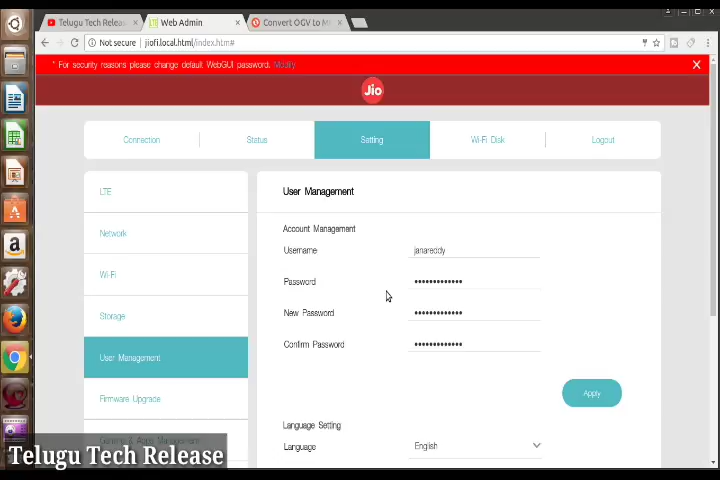 Telugu Tech Releas
Web Admin
Convert OGV to M
Not secure
jiofi.local.html/index.htm#
* For security reasons please change default WebGUI password. Modify
Jio
Connection
Status
Setting
Wi-Fi Disk
Logout
LTE
Network
Wi-Fi
Storage
User Management
Firmware Upgrade
User Management
Account Management
Username
janareddy
Password
•••••••••••••
New Password
•••••••••••••
Confirm Password
•••••••••••••
Apply
Language Setting
Language
English
Telugu Tech Release